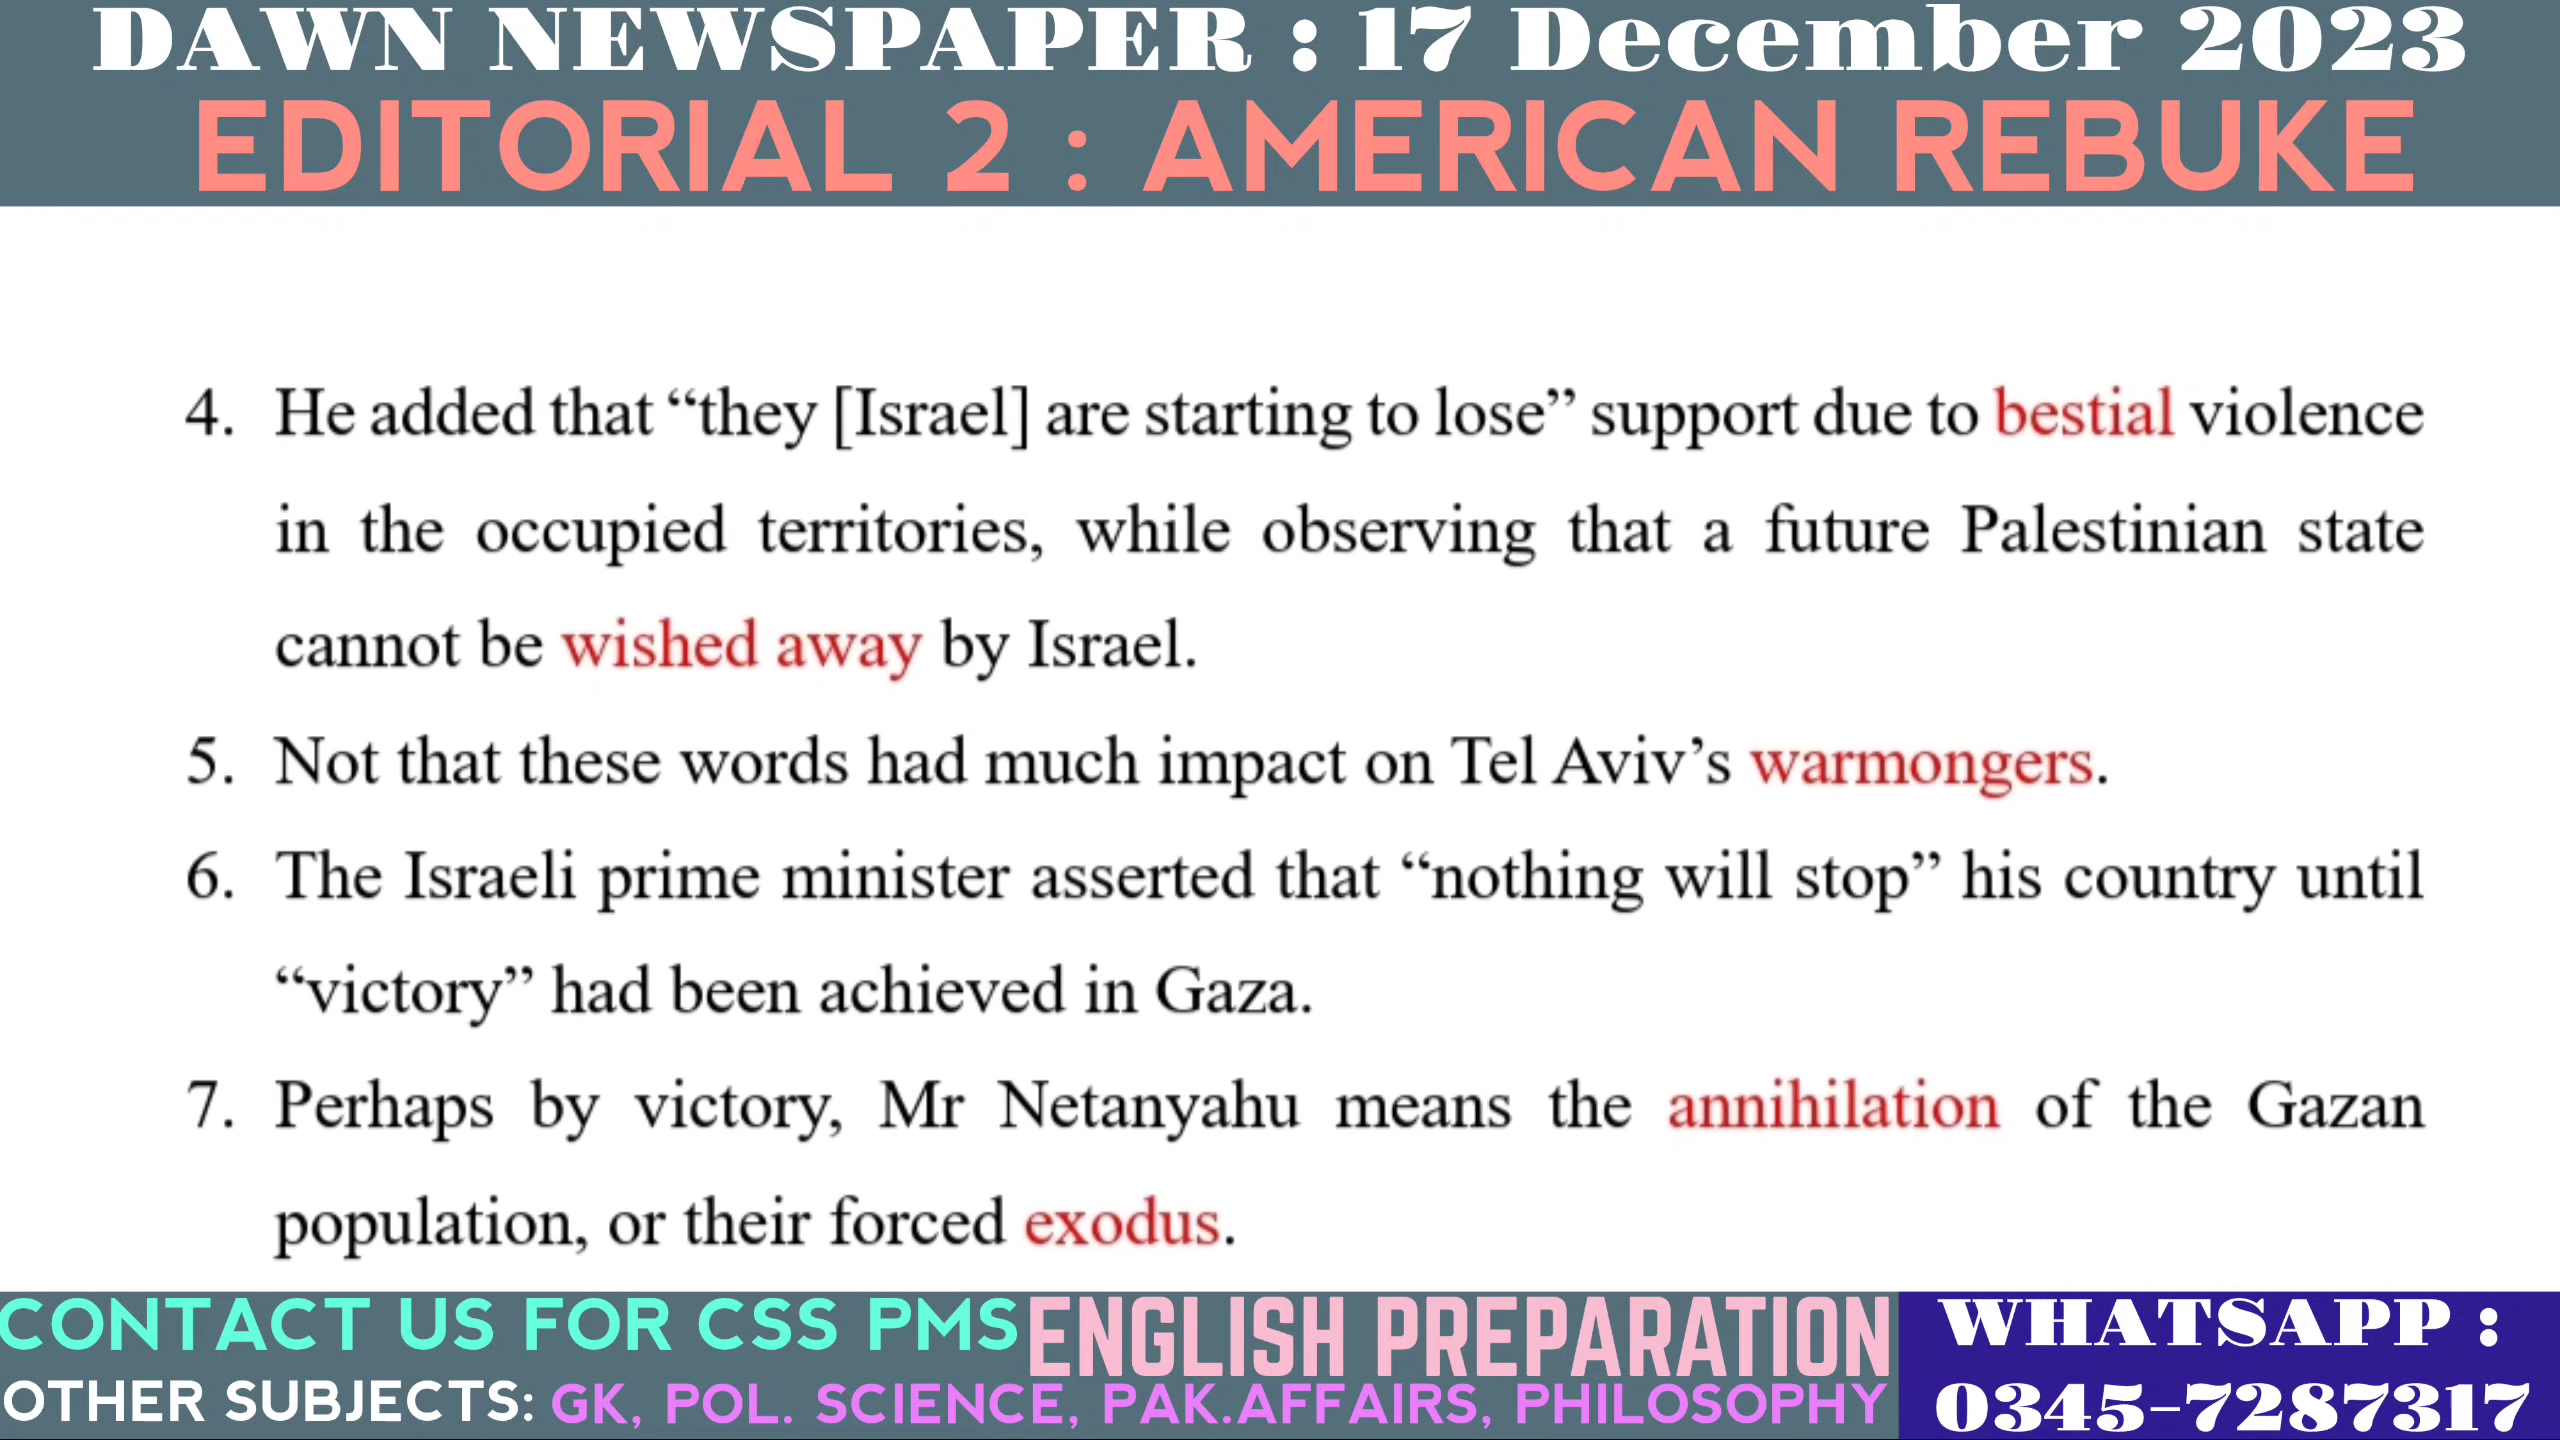 DAWN NEWSPAPER : 17 December 2023
EDITORIAL 2 : AMERICAN REBUKE
4. He added that “they [Israel] are starting to lose” support due to bestial violence
in the occupied territories, while observing that a future Palestinian state
cannot be wished away by Israel.
5. Not that these words had much impact on Tel Aviv’s warmongers.
6. The Israeli prime minister asserted that “nothing will stop” his country until
“victory” had been achieved in Gaza.
7. Perhaps by victory, Mr Netanyahu means the annihilation of the Gazan
population, or their forced exodus.
CONTACT US FOR CSS PMS ENGLISH PREPARATION
OTHER SUBJECTS: GK, POL. SCIENCE, PAK.AFFAIRS, PHILOSOPHY
WHATSAPP :
0345-7287317